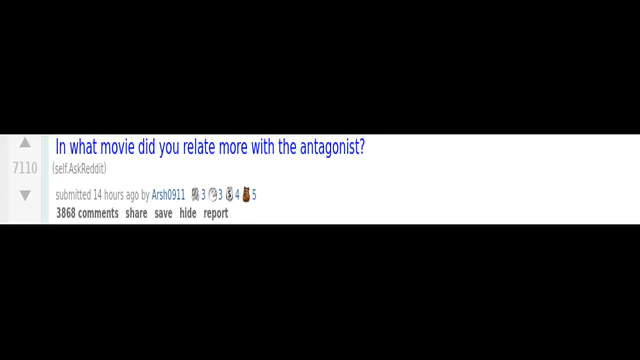 In what movie did you relate more with the antagonist?
7110 (self.AskReddit)
submitted 14 hours ago by Arsh0911 3 3 4 5
3868 comments share save hide report